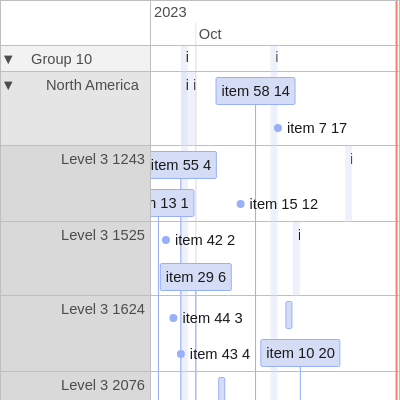 2023
Oct
▼ Group 10 i i
▼ North America i i item 58 14
item 7 17
Level 3 1243 item 55 4 i
13 1 item 15 12
Level 3 1525 item 42 2 i
item 29 6
Level 3 1624 item 44 3
item 43 4 item 10 20
Level 3 2076